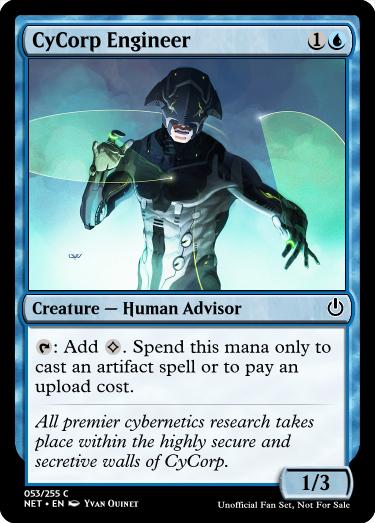 CyCorp Engineer 1
Creature — Human Advisor
: Add . Spend this mana only to
cast an artifact spell or to pay an
upload cost.
All premier cybernetics research takes
place within the highly secure and
secretive walls of CyCorp.
1/3
053/255 C
NET • EN Yvan Quinet
Unofficial Fan Set, Not For Sale